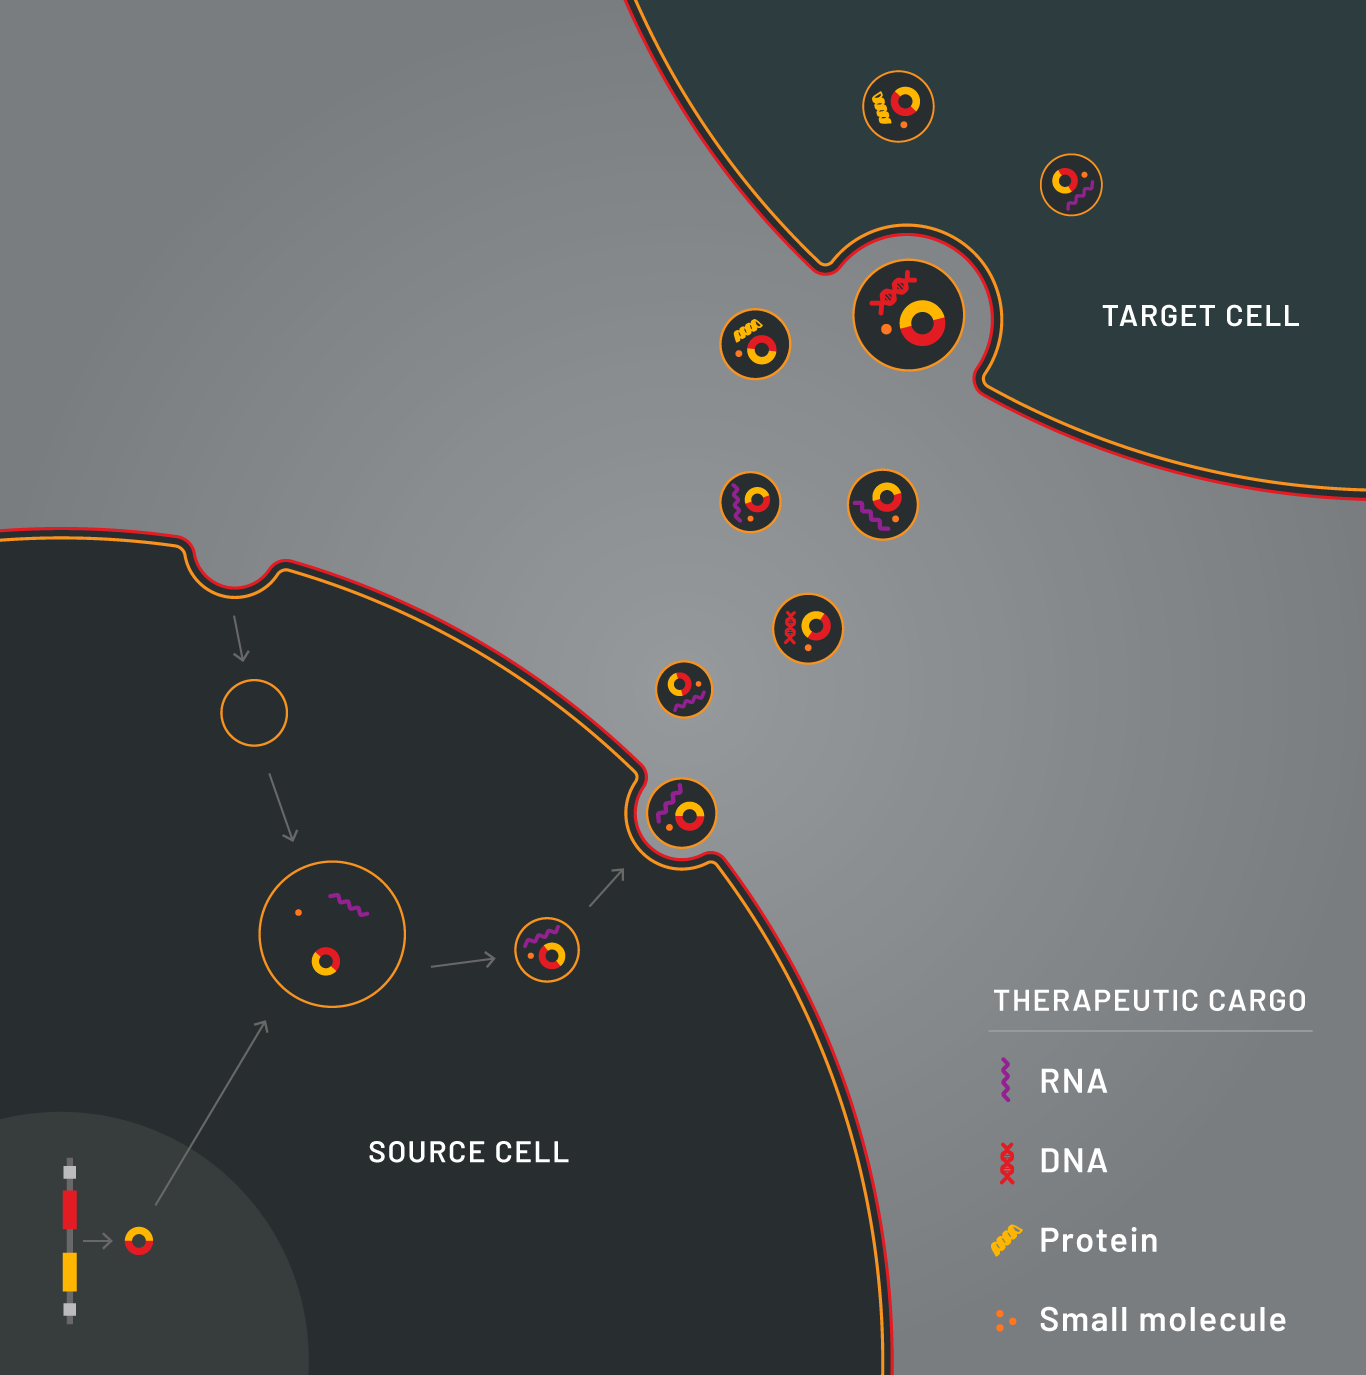 TARGET CELL
SOURCE CELL
THERAPEUTIC CARGO
RNA
DNA
Protein
Small molecule